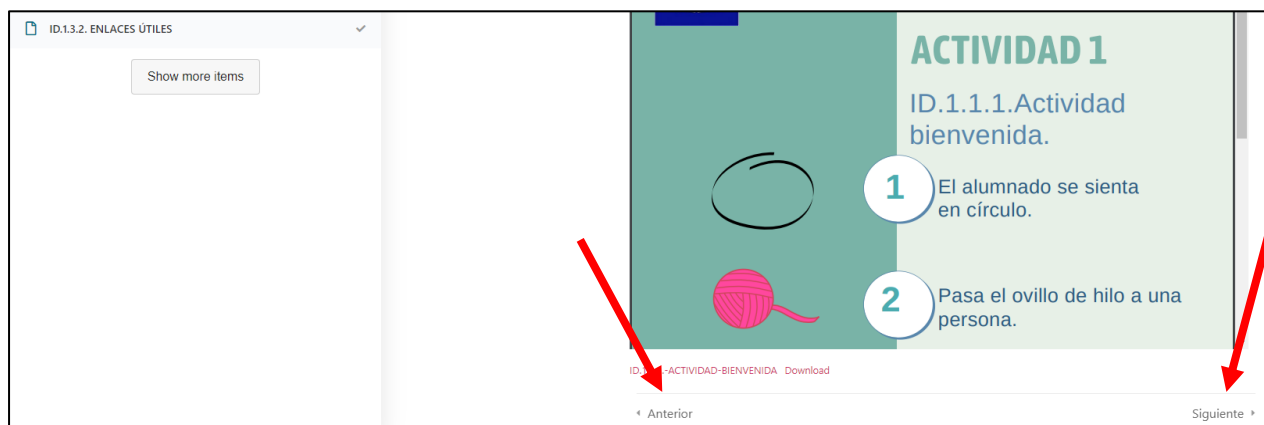 ID.1.3.2. ENLACES ÚTILES
Show more items
ACTIVIDAD 1
ID.1.1.1.Actividad
bienvenida.
1
El alumnado se sienta
en círculo.
2
Pasa el ovillo de hilo a una
persona.
-ACTIVIDAD-BIENVENIDA Download
Anterior
Siguiente